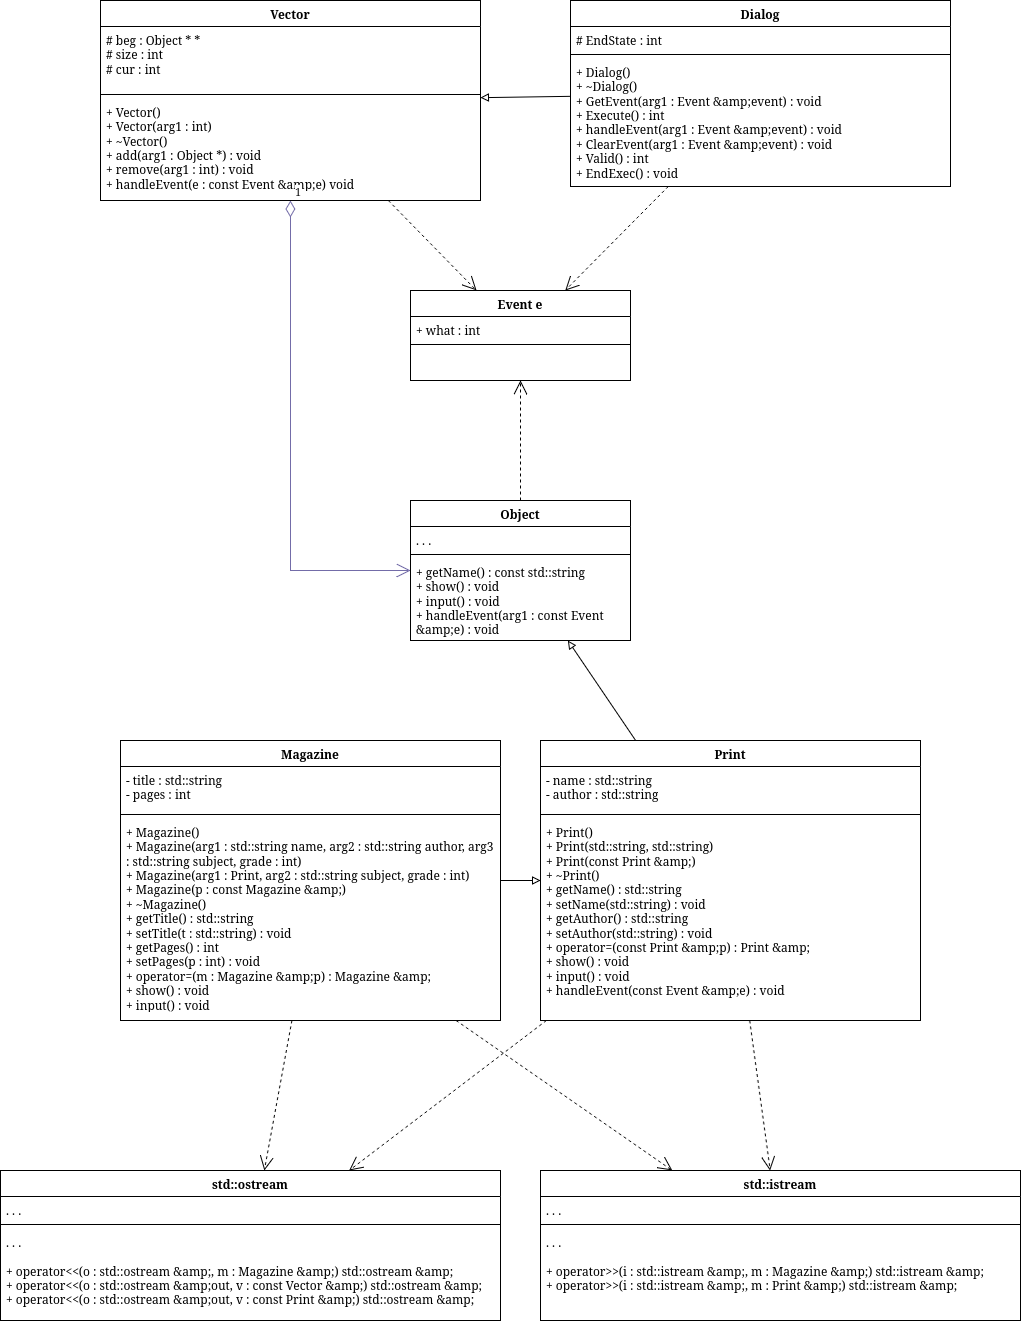 Vector
# beg : Object * *
# size : int
# cur : int
+ Vector()
+ Vector(arg1 : int)
+ ~Vector()
+ add(arg1 : Object *) : void
+ remove(arg1 : int) : void
+ handleEvent(e : const Event &amp;e) void
1
Dialog
# EndState : int
+ Dialog()
+ ~Dialog()
+ GetEvent(arg1 : Event &amp;event) : void
+ Execute() : int
+ handleEvent(arg1 : Event &amp;event) : void
+ ClearEvent(arg1 : Event &amp;event) : void
+ Valid() : int
+ EndExec() : void
Event e
+ what : int
Object
. . .
+ getName() : const std::string
+ show() : void
+ input() : void
+ handleEvent(arg1 : const Event
&amp;e) : void
Magazine
- title : std::string
- pages : int
+ Magazine()
+ Magazine(arg1 : std::string name, arg2 : std::string author, arg3
: std::string subject, grade : int)
+ Magazine(arg1 : Print, arg2 : std::string subject, grade : int)
+ Magazine(p : const Magazine &amp;)
+ ~Magazine()
+ getTitle() : std::string
+ setTitle(t : std::string) : void
+ getPages() : int
+ setPages(p : int) : void
+ operator=(m : Magazine &amp;p) : Magazine &amp;
+ show() : void
+ input() : void
Print
- name : std::string
- author : std::string
+ Print()
+ Print(std::string, std::string)
+ Print(const Print &amp;)
+ ~Print()
+ getName() : std::string
+ setName(std::string) : void
+ getAuthor() : std::string
+ setAuthor(std::string) : void
+ operator=(const Print &amp;p) : Print &amp;
+ show() : void
+ input() : void
+ handleEvent(const Event &amp;e) : void
std::ostream
. . .
. . .
+ operator<<(o : std::ostream &amp;, m : Magazine &amp;) std::ostream &amp;
+ operator<<(o : std::ostream &amp;out, v : const Vector &amp;) std::ostream &amp;
+ operator<<(o : std::ostream &amp;out, v : const Print &amp;) std::ostream &amp;
std::istream
. . .
. . .
+ operator>>(i : std::istream &amp;, m : Magazine &amp;) std::istream &amp;
+ operator>>(i : std::istream &amp;, m : Print &amp;) std::istream &amp;